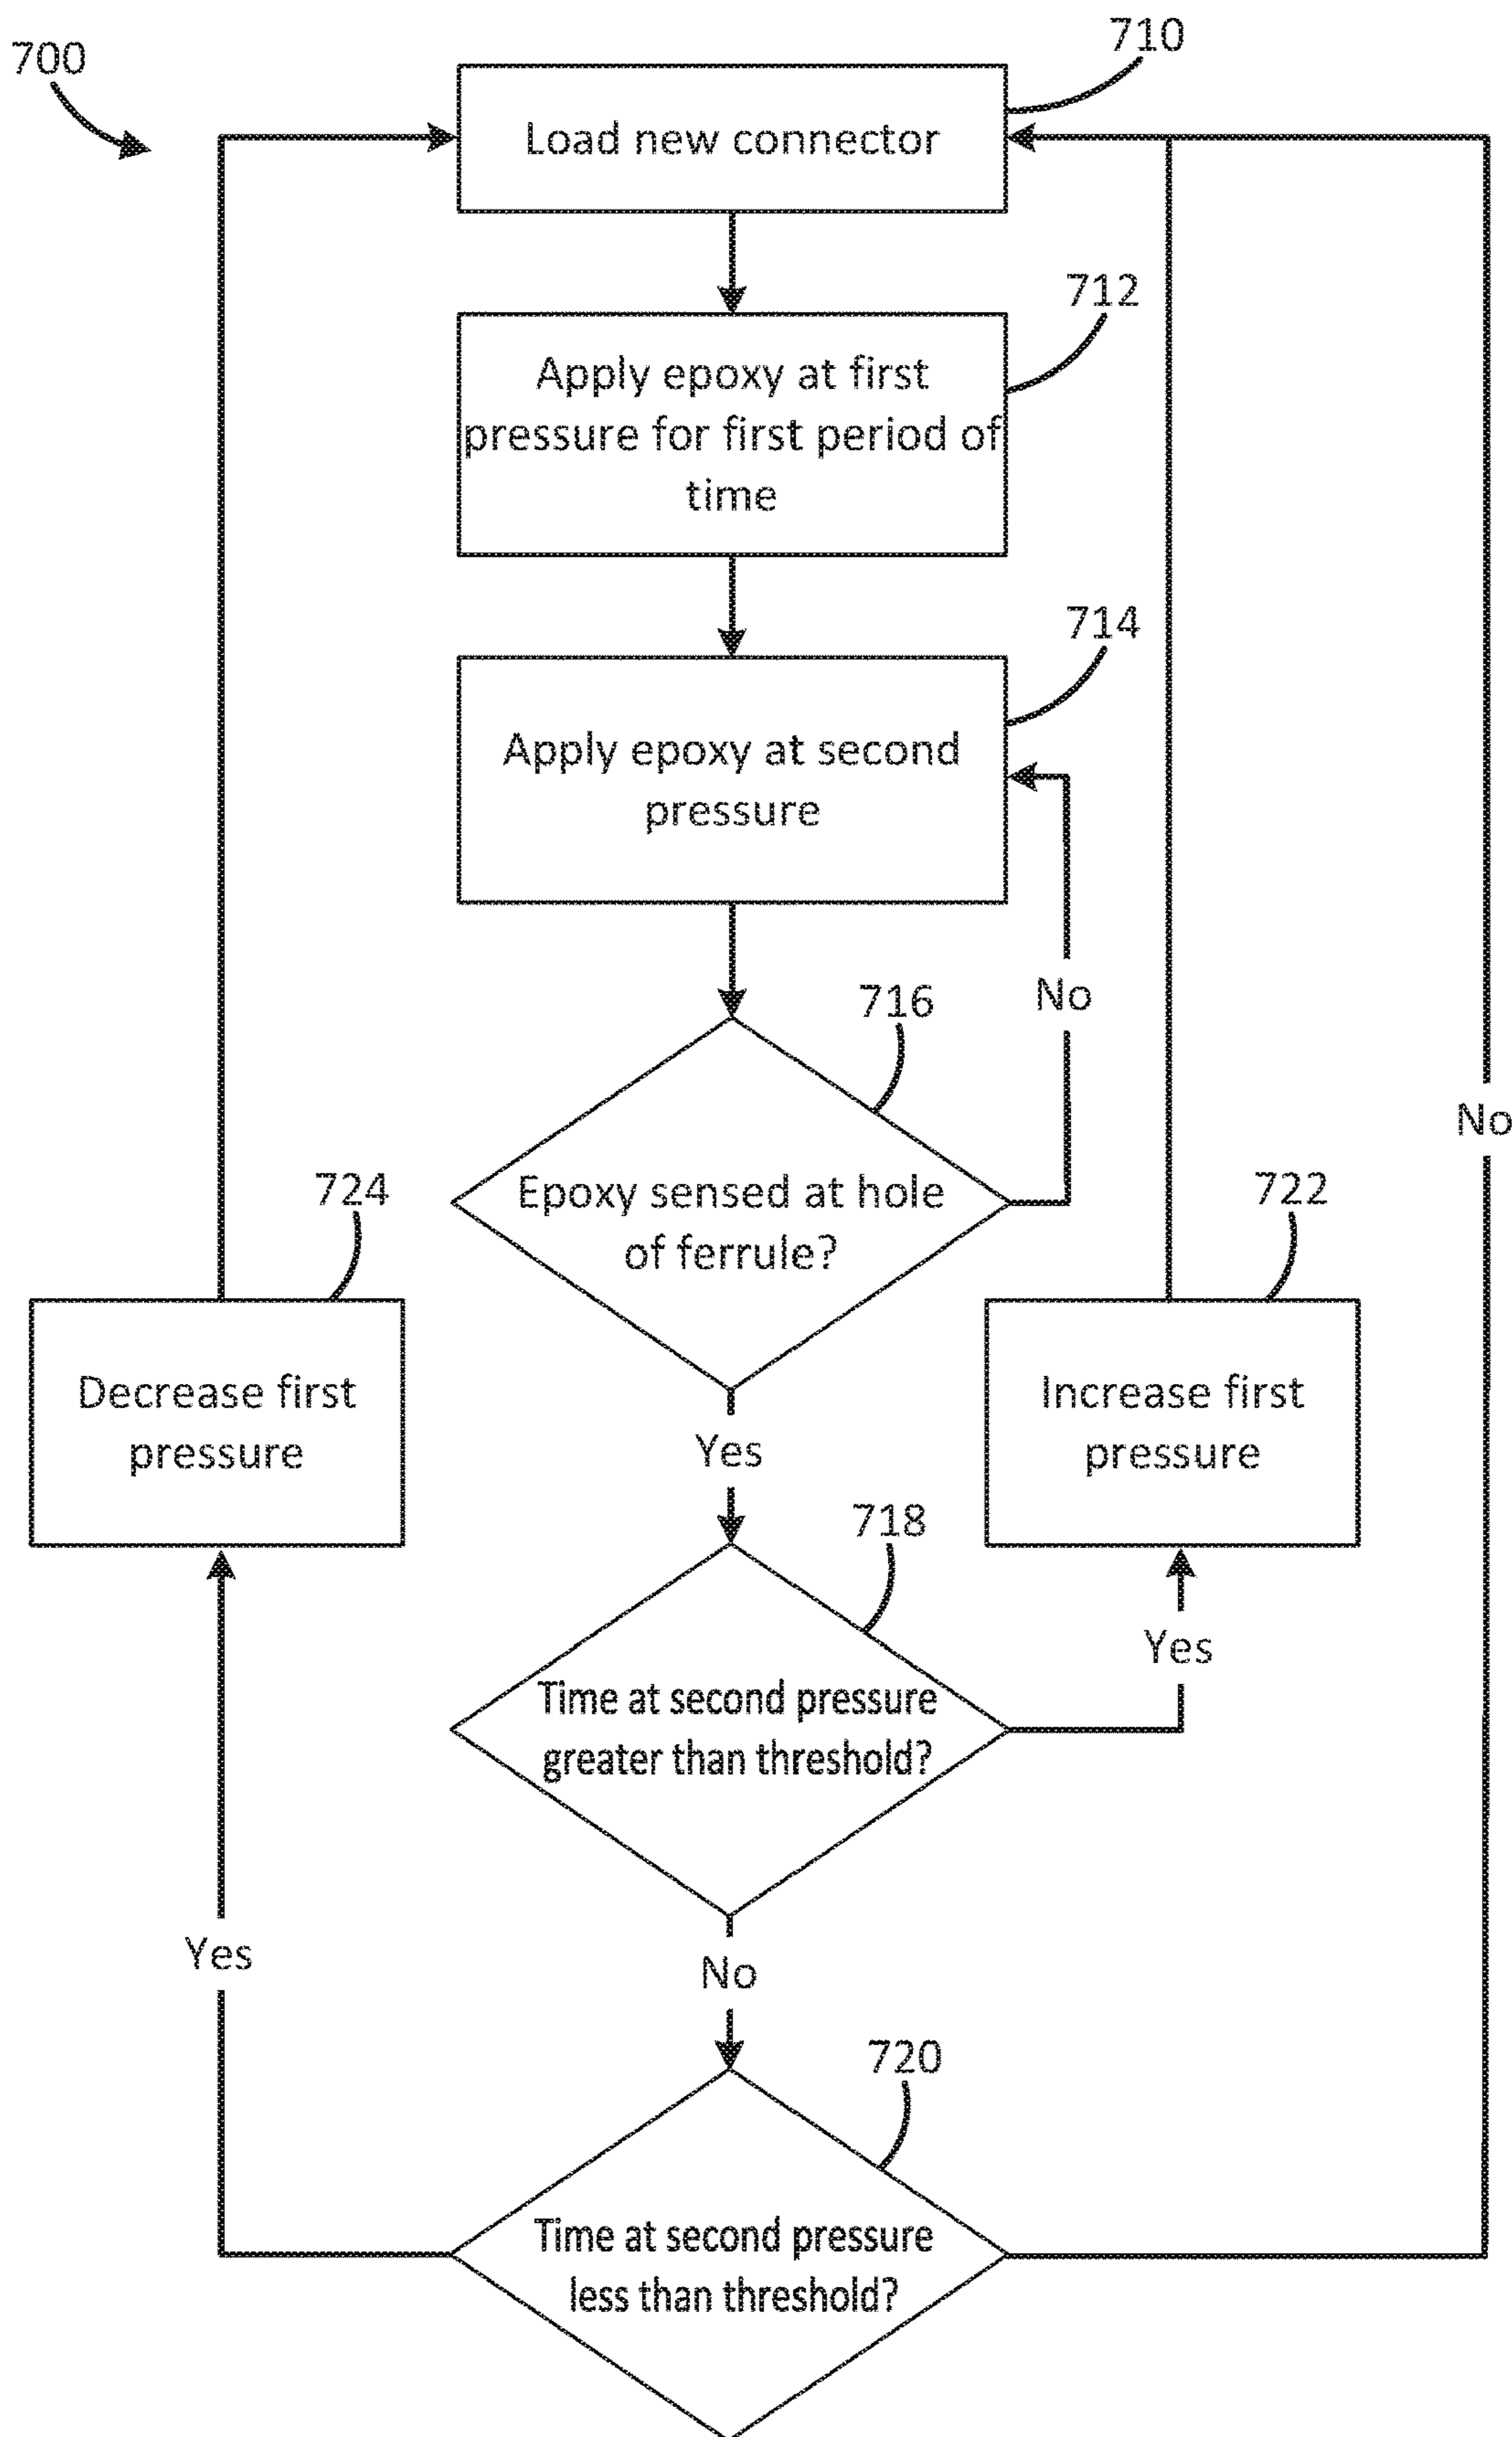 700
710
Load new connector
712
Apply epoxy at first
pressure for first period of
time
714
Apply epoxy at second
pressure
No
716
Epoxy sensed at hole
of ferrule?
No
724
722
Decrease first
pressure
Increase first
pressure
Yes
718
Yes
Time at second pressure
greater than threshold?
Yes
No
720
Time at second pressure
less than threshold?